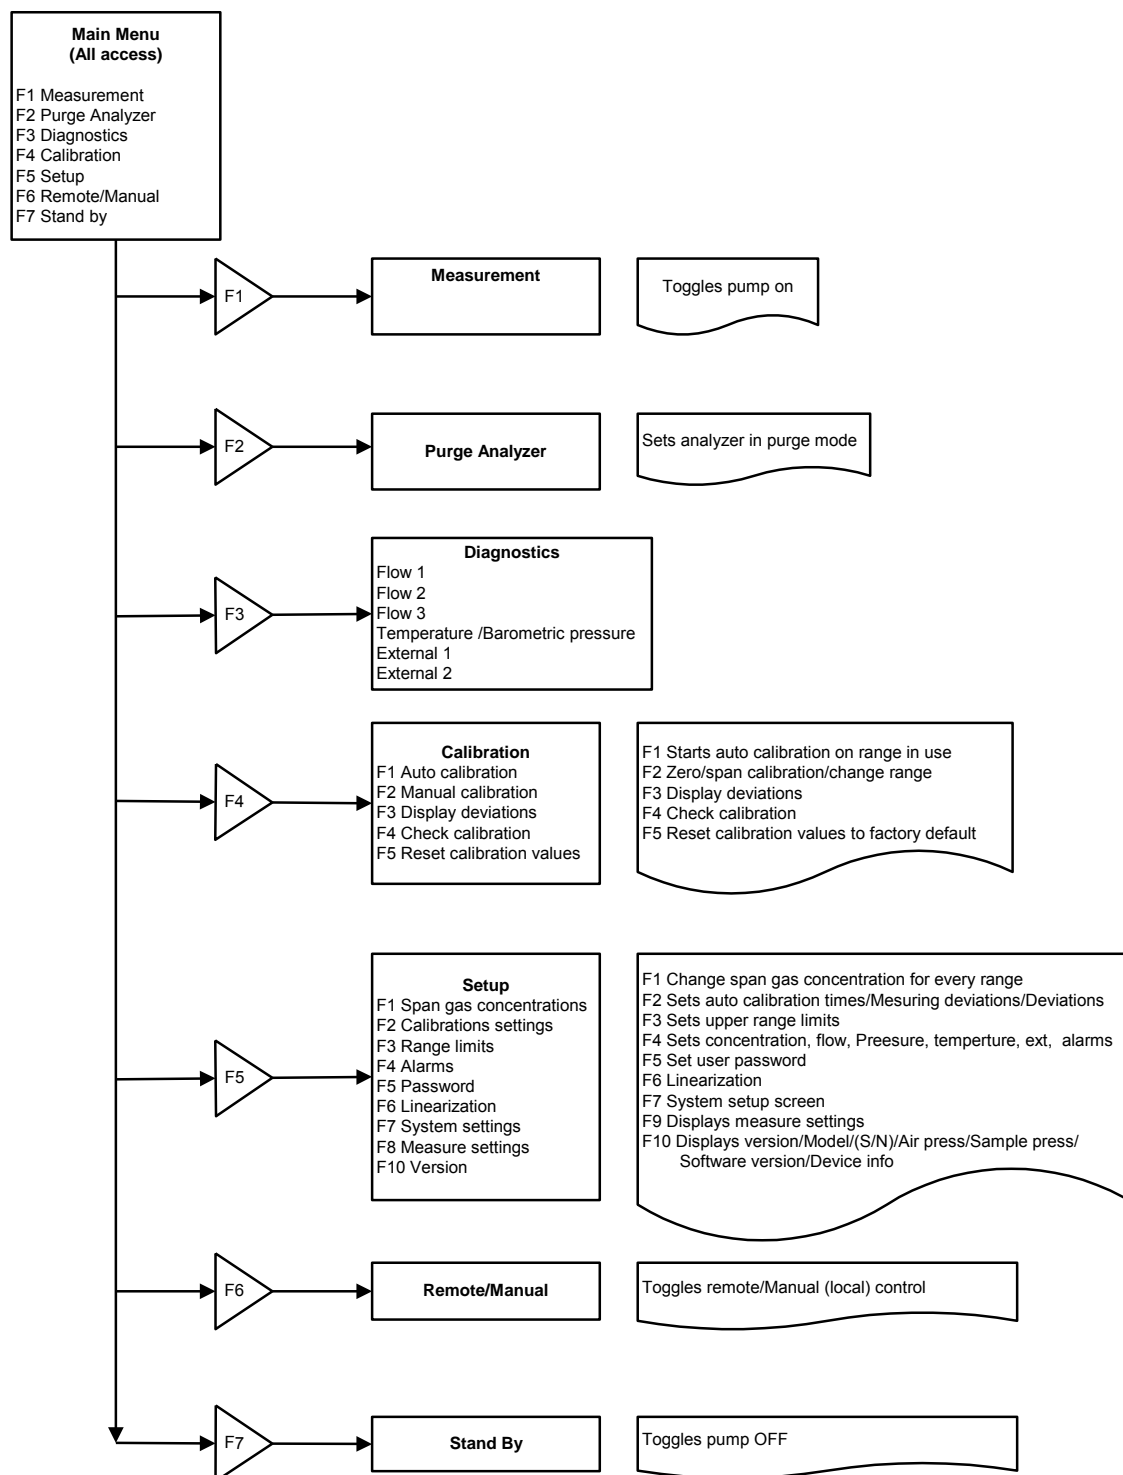 Main Menu
(All access)
F1 Measurement
F2 Purge Analyzer
F3 Diagnostics
F4 Calibration
F5 Setup
F6 Remote/Manual
F7 Stand by
F1
Measurement
Toggles pump on
F2
Purge Analyzer
Sets analyzer in purge mode
F3
Diagnostics
Flow 1
Flow 2
Flow 3
Temperature /Barometric pressure
External 1
External 2
F4
Calibration
F1 Auto calibration
F2 Manual calibration
F3 Display deviations
F4 Check calibration
F5 Reset calibration values
F1 Starts auto calibration on range in use
F2 Zero/span calibration/change range
F3 Display deviations
F4 Check calibration
F5 Reset calibration values to factory default
F5
Setup
F1 Span gas concentrations
F2 Calibrations settings
F3 Range limits
F4 Alarms
F5 Password
F6 Linearization
F7 System settings
F8 Measure settings
F10 Version
F1 Change span gas concentration for every range
F2 Sets auto calibration times/Mesuring deviations/Deviations
F3 Sets upper range limits
F4 Sets concentration, flow, Preesure, temperture, ext, alarms
F5 Set user password
F6 Linearization
F7 System setup screen
F9 Displays measure settings
F10 Displays version/Model/(S/N)/Air press/Sample press/
Software version/Device info
F6
Remote/Manual
Toggles remote/Manual (local) control
F7
Stand By
Toggles pump OFF